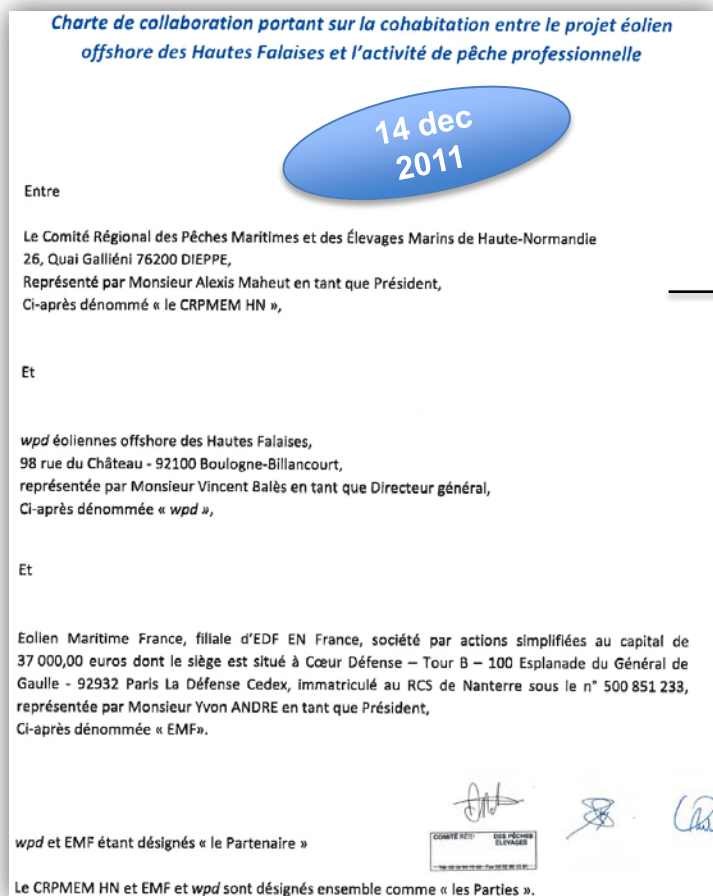 Charte de collaboration portant sur la cohabitation entre le projet éolien
offshore des Hautes Falaises et l'activité de pêche professionnelle
14 dec
2011
Entre
Le Comité Régional des Pêches Maritimes et des Élevages Marins de Haute-Normandie
26, Quai Galliéni 76200 DIEPPE,
Représenté par Monsieur Alexis Maheut en tant que Président,
Ci-après dénommé « le CRPMEM HN »,
Et
wpd éoliennes offshore des Hautes Falaises,
98 rue du Château - 92100 Boulogne-Billancourt,
représentée par Monsieur Vincent Balès en tant que Directeur général,
Ci-après dénommée « wpd »,
Et
Eolien Maritime France, filiale d'EDF EN France, société par actions simplifiées au capital de
37 000,00 euros dont le siège est situé à Cœur Défense – Tour B – 100 Esplanade du Général de
Gaulle - 92932 Paris La Défense Cedex, immatriculé au RCS de Nanterre sous le n° 500 851 233,
représentée par Monsieur Yvon ANDRE en tant que Président,
Ci-après dénommée « EMF».
COMITÉ DES PÊCHES
ÉLEVAGES
wpd et EMF étant désignés « le Partenaire »
Le CRPMEM HN et EMF et wpd sont désignés ensemble comme « les Parties ».